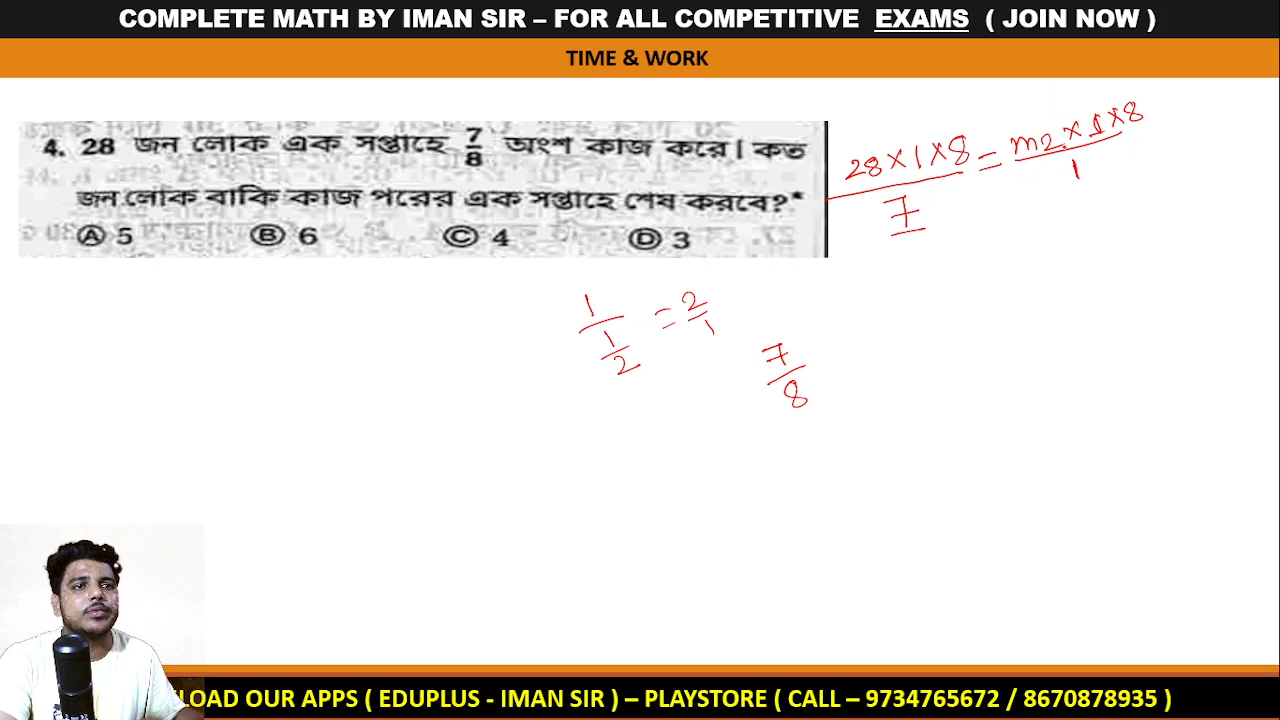 COMPLETE MATH BY IMAN SIR – FOR ALL COMPETITIVE EXAMS ( JOIN NOW )
TIME & WORK
4. 28 জন লোক এক সপ্তাহে 7/8 অংশ কাজ করে। কত
জন লোক বাকি কাজ পরের এক সপ্তাহে শেষ করবে?*
Ⓐ 5 Ⓑ 6 Ⓒ 4 Ⓓ 3
28×1×8/7 = m2×1×8/1
1/1/2 = 2/1
7/8
LOAD OUR APPS ( EDUPLUS - IMAN SIR ) – PLAYSTORE ( CALL – 9734765672 / 8670878935 )